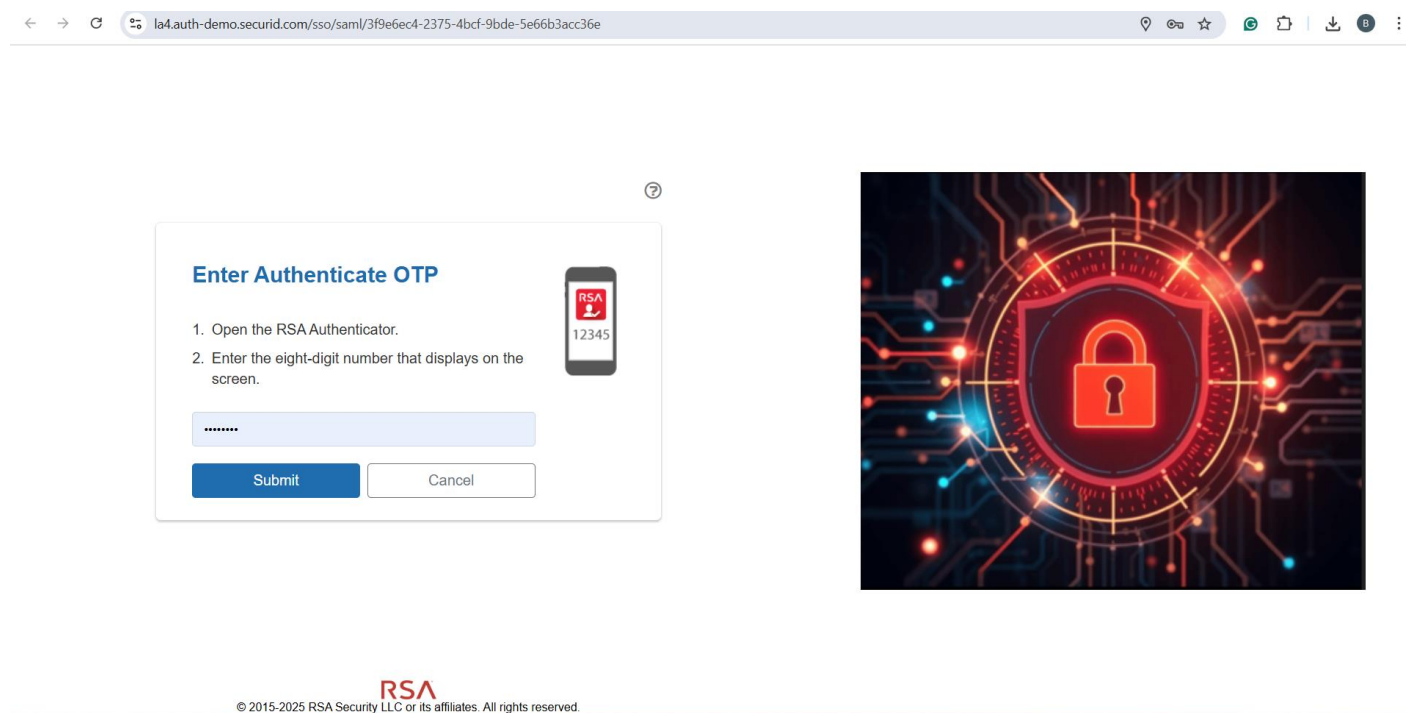 la4.auth-demo.securid.com/sso/saml/3f9e6ec4-2375-4bcf-9bde-5e66b3acc36e
B
Enter Authenticate OTP
RSA
12345
1. Open the RSA Authenticator.
2. Enter the eight-digit number that displays on the
screen.
••••••••
Submit
Cancel
RSA
© 2015-2025 RSA Security LLC or its affiliates. All rights reserved.